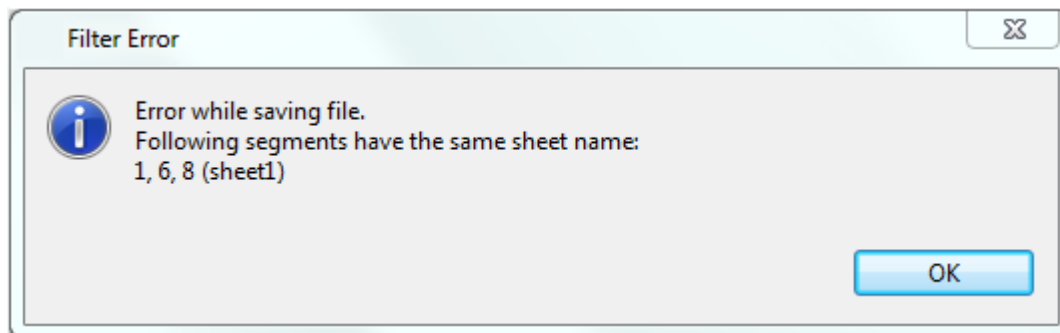 Filter Error
Error while saving file.
Following segments have the same sheet name:
1, 6, 8 (sheet1)
OK